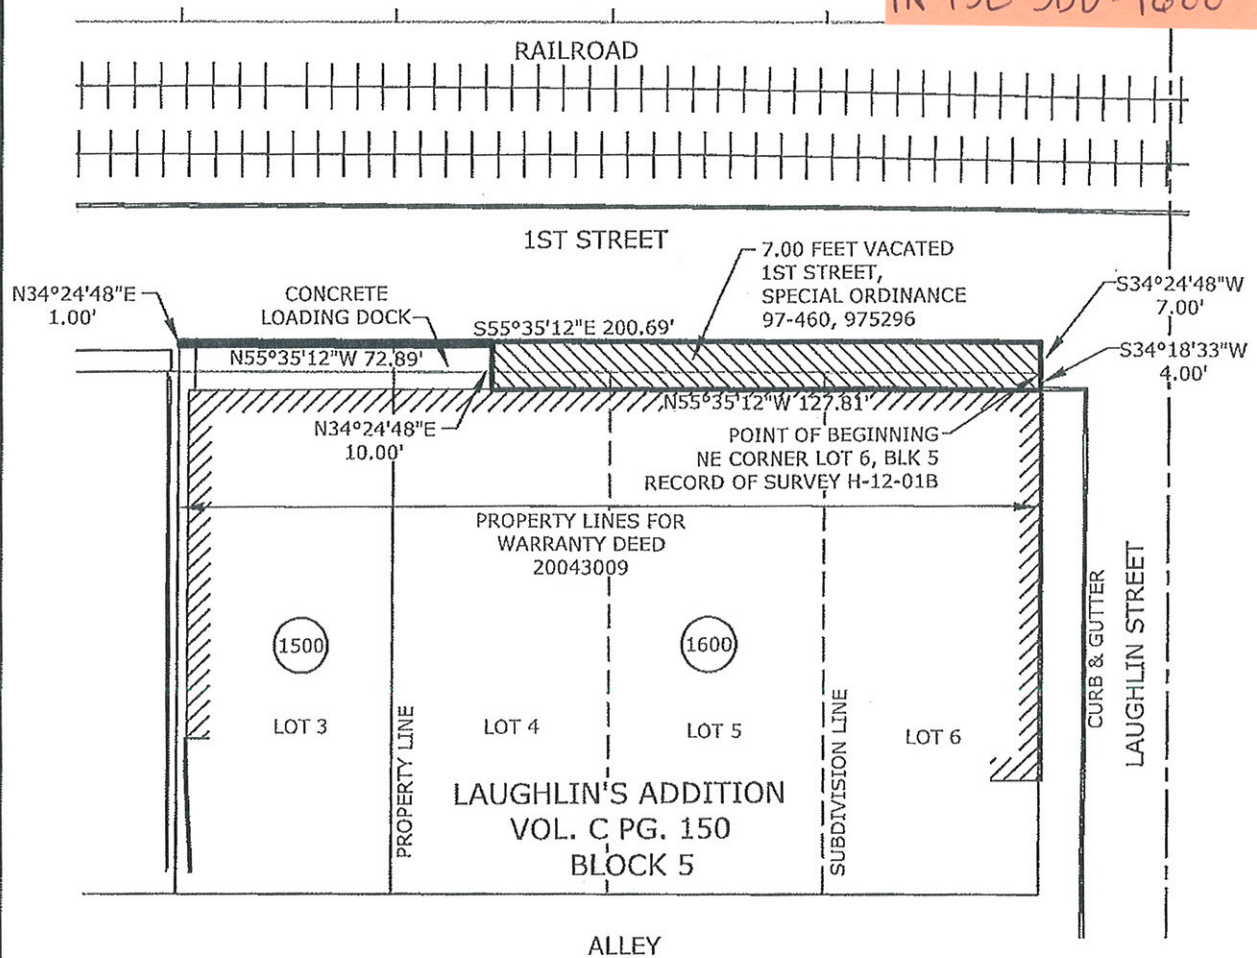 RAILROAD
1ST STREET
7.00 FEET VACATED
1ST STREET,
SPECIAL ORDINANCE
97-460, 975296
N34°24'48"E
1.00'
CONCRETE
LOADING DOCK
S55°35'12"E 200.69'
S34°24'48"W
7.00'
N55°35'12"W 72.89'
S34°18'33"W
4.00'
N55°35'12"W 127.81'
N34°24'48"E
10.00'
POINT OF BEGINNING
NE CORNER LOT 6, BLK 5
RECORD OF SURVEY H-12-01B
PROPERTY LINES FOR
WARRANTY DEED
20043009
1500
1600
LOT 3
LOT 4
LOT 5
LOT 6
PROPERTY LINE
SUBDIVISION LINE
CURB & GUTTER
LAUGHLIN STREET
LAUGHLIN'S ADDITION
VOL. C PG. 150
BLOCK 5
ALLEY